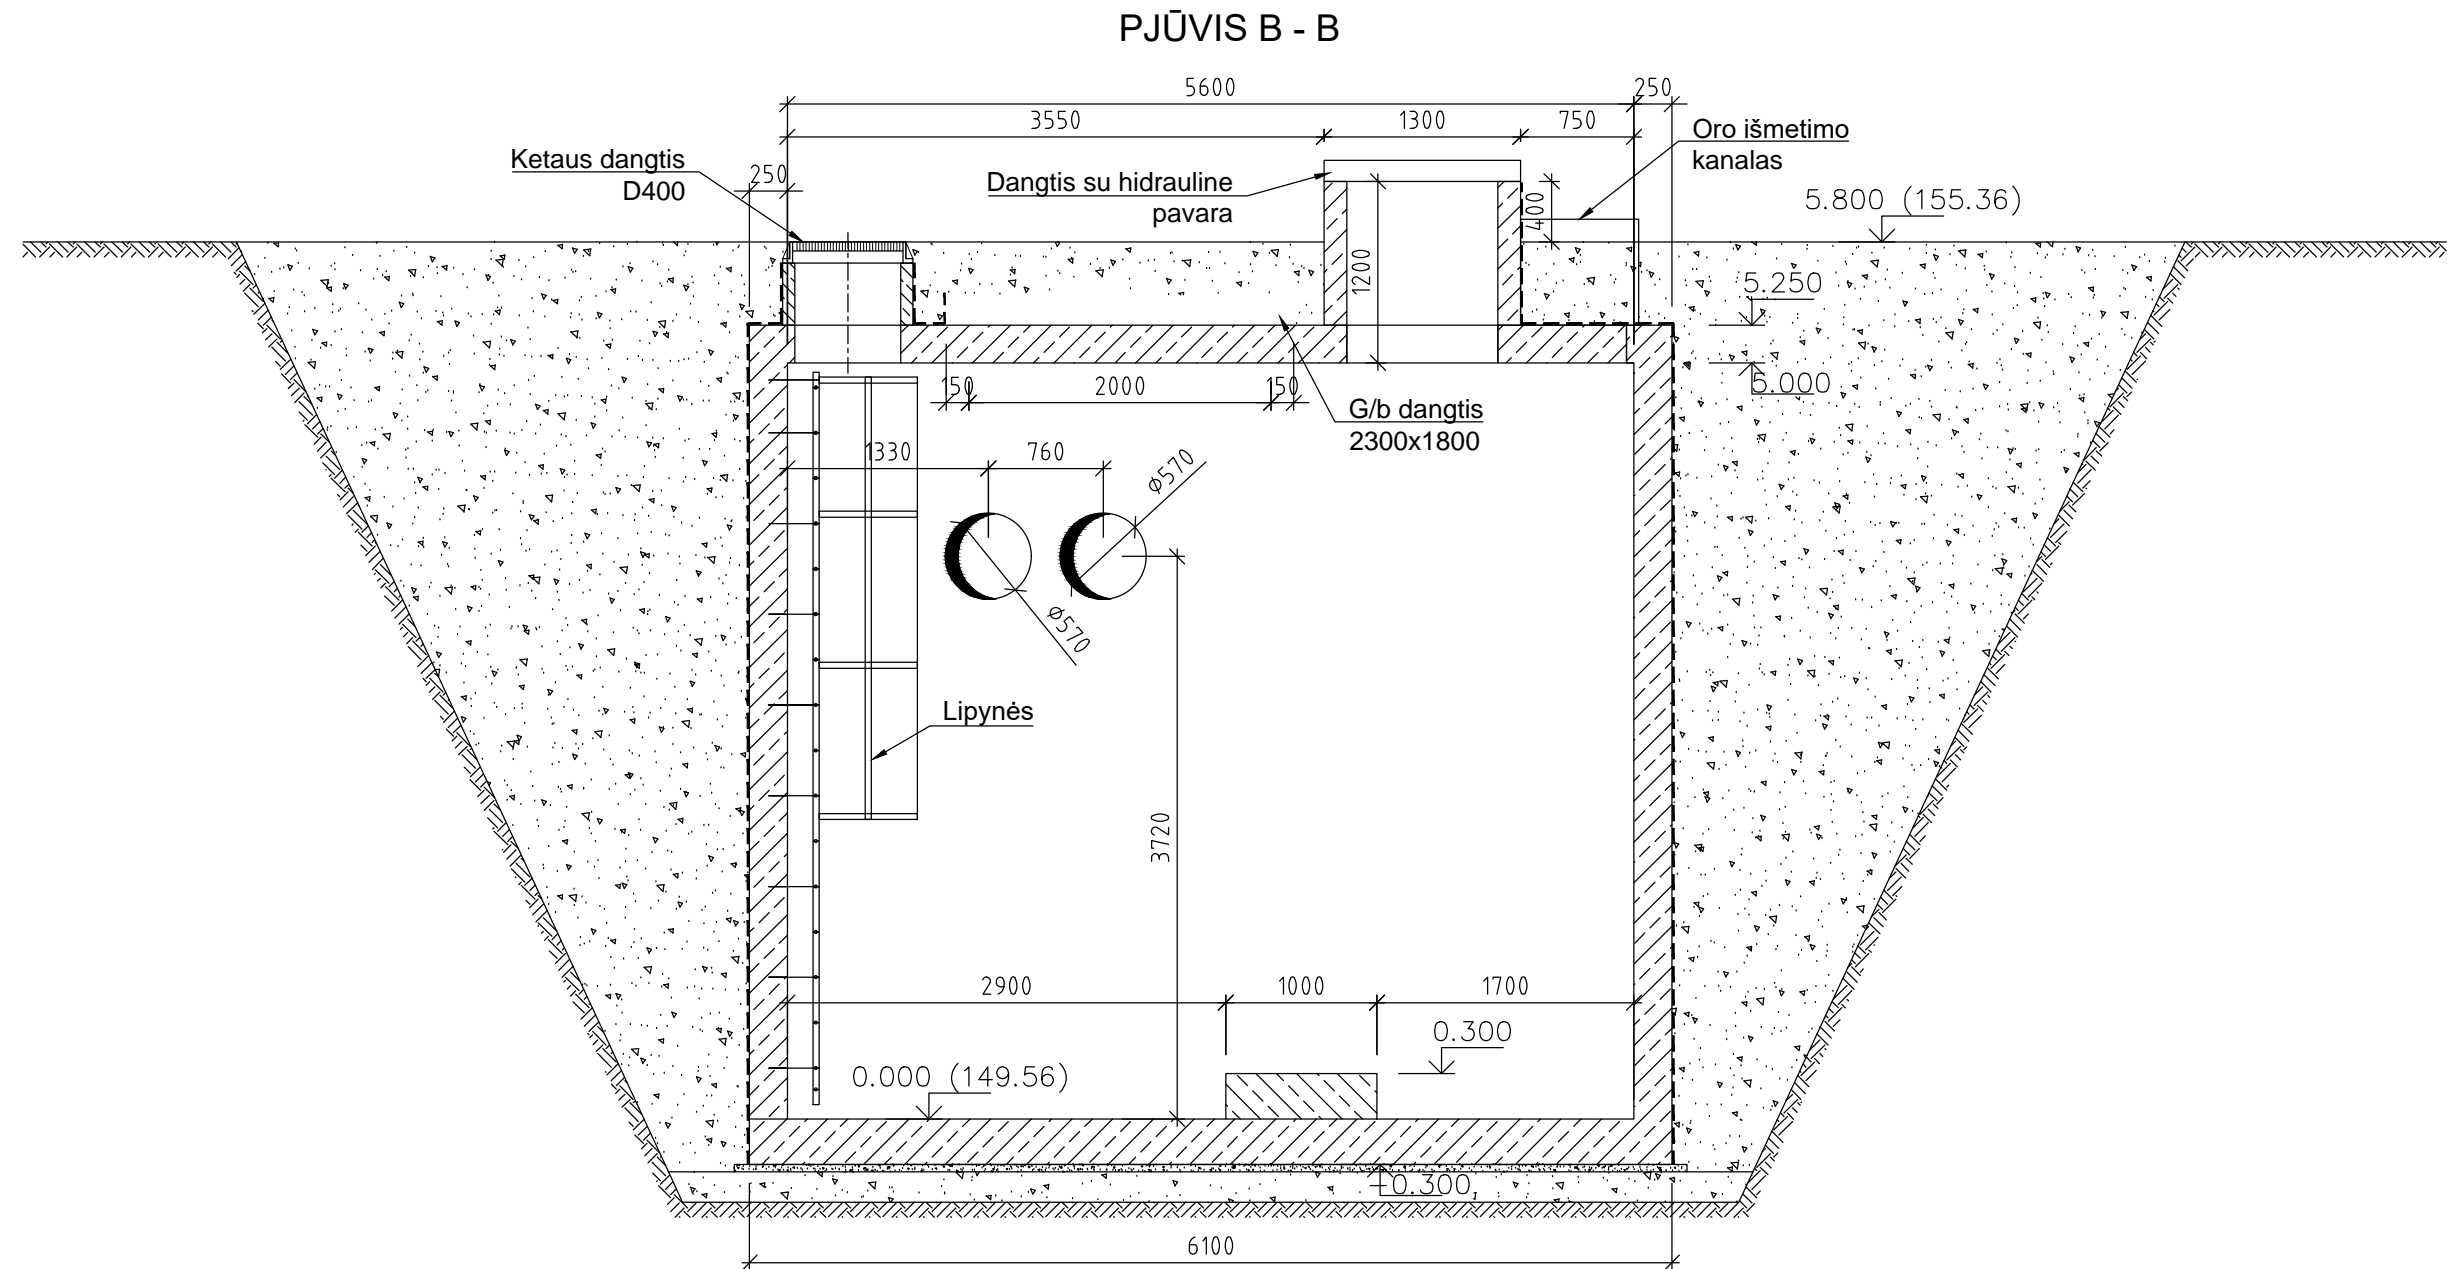 PJŪVIS B - B
5600
250
3550
1300
750
Oro išmetimo
kanalas
Ketaus dangtis
D400
250
Dangtis su hidrauline
pavara
400
5.800 (155.36)
1200
5.250
5.000
150
2000
150
G/b dangtis
2300x1800
1330
760
Ø570
Ø570
Lipynės
3720
2900
1000
1700
0.300
0.000 (149.56)
-0.300
6100